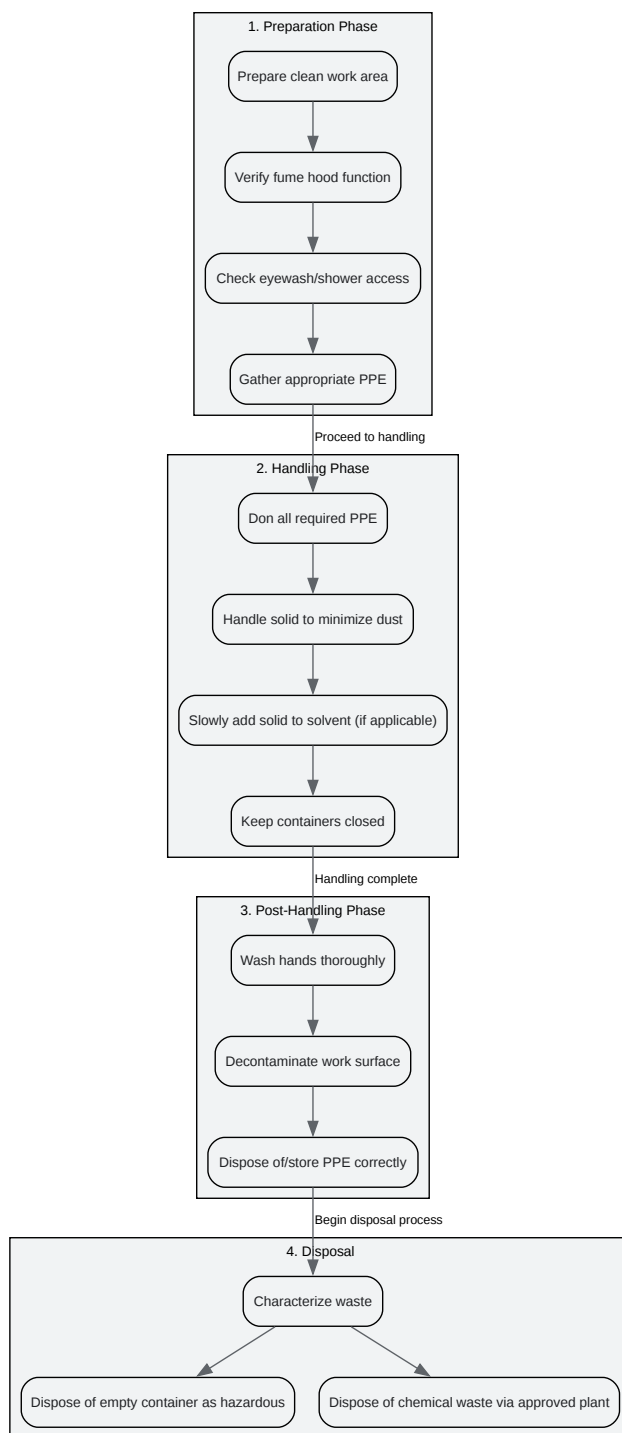 1. Preparation Phase
Prepare clean work area
Verify fume hood function
Check eyewash/shower access
Gather appropriate PPE
Proceed to handling
2. Handling Phase
Don all required PPE
Handle solid to minimize dust
Slowly add solid to solvent (if applicable)
Keep containers closed
Handling complete
3. Post-Handling Phase
Wash hands thoroughly
Decontaminate work surface
Dispose of/store PPE correctly
Begin disposal process
4. Disposal
Characterize waste
Dispose of empty container as hazardous
Dispose of chemical waste via approved plant